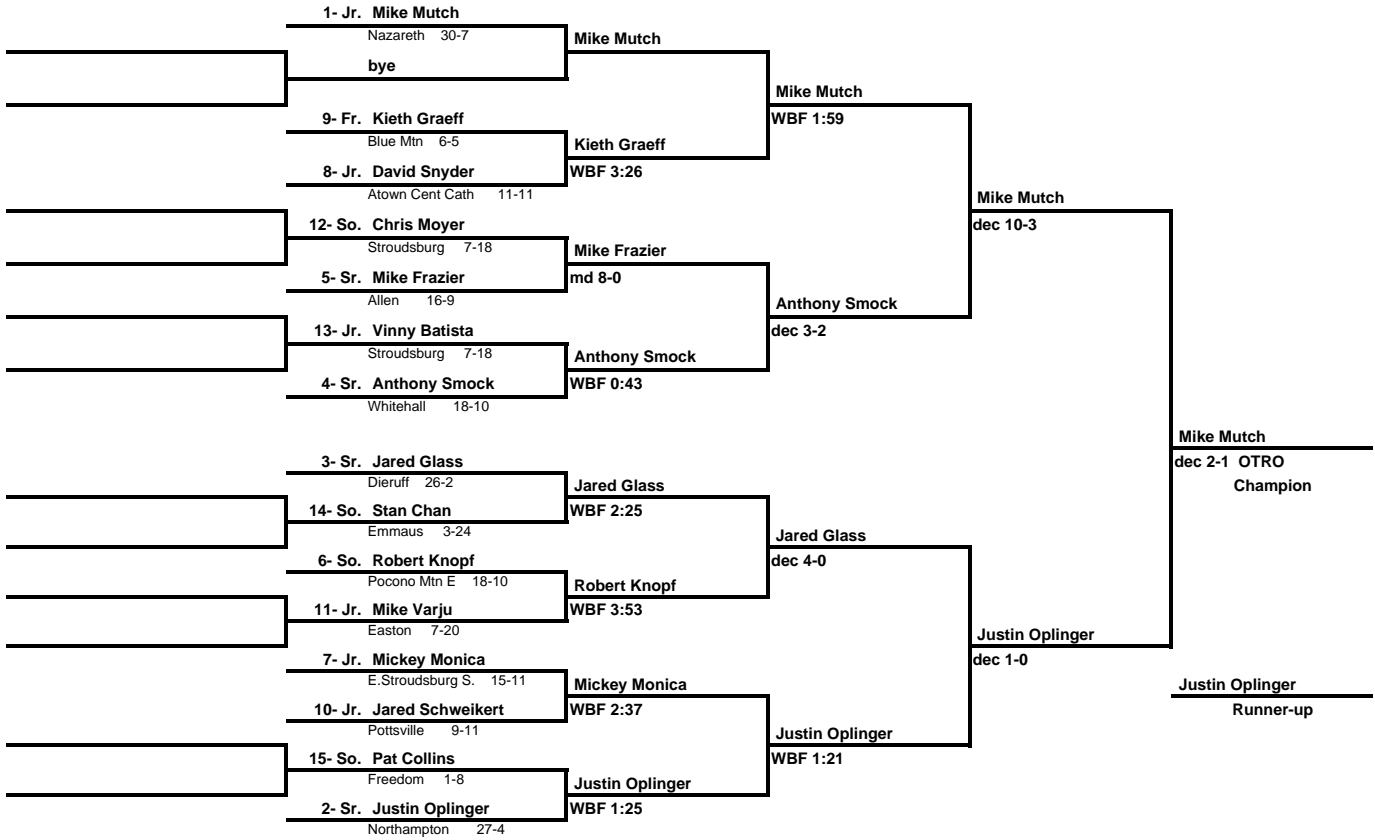 1- Jr. Mike Mutch
Nazareth 30-7
bye
9- Fr. Kieth Graeff
Blue Mtn 6-5
8- Jr. David Snyder
Atown Cent Cath 11-11
12- So. Chris Moyer
Stroudsburg 7-18
5- Sr. Mike Frazier
Allen 16-9
13- Jr. Vinny Batista
Stroudsburg 7-18
4- Sr. Anthony Smock
Whitehall 18-10
3- Sr. Jared Glass
Dieruff 26-2
14- So. Stan Chan
Emmaus 3-24
6- So. Robert Knopf
Pocono Mtn E 18-10
11- Jr. Mike Varju
Easton 7-20
7- Jr. Mickey Monica
E.Stroudsburg S. 15-11
10- Jr. Jared Schweikert
Pottsville 9-11
15- So. Pat Collins
Freedom 1-8
2- Sr. Justin Oplinger
Northampton 27-4
Mike Mutch
Kieth Graeff
WBF 3:26
Mike Frazier
md 8-0
Anthony Smock
WBF 0:43
Jared Glass
WBF 2:25
Robert Knopf
WBF 3:53
Mickey Monica
WBF 2:37
Justin Oplinger
WBF 1:25
Mike Mutch
WBF 1:59
Anthony Smock
dec 3-2
Jared Glass
dec 4-0
Justin Oplinger
WBF 1:21
Mike Mutch
dec 10-3
Justin Oplinger
dec 1-0
Mike Mutch
dec 2-1 OTRO
Champion
Justin Oplinger
Runner-up